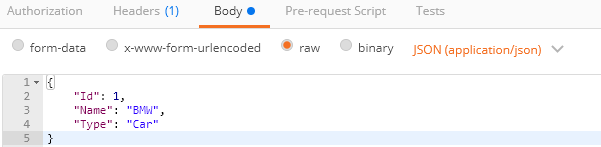 Authorization Headers (1) Body Pre-request Script Tests
form-data x-www-form-urlencoded raw binary JSON (application/json)
1 {
2 "Id": 1,
3 "Name": "BMW",
4 "Type": "Car"
5 }